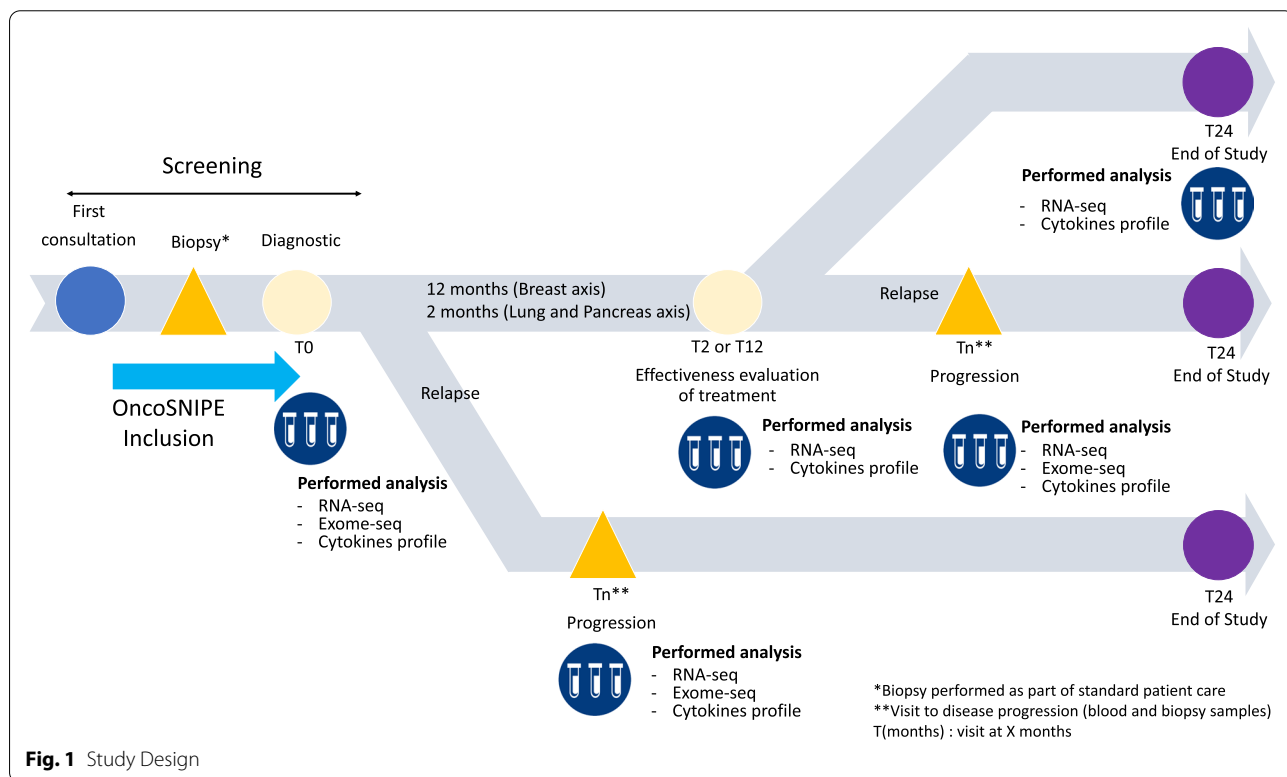 Screening
First
consultation
Biopsy*
Diagnostic
T0
OncoSNIPE
Inclusion
Performed analysis
- RNA-seq
- Exome-seq
- Cytokines profile
12 months (Breast axis)
2 months (Lung and Pancreas axis)
T2 or T12
Effectiveness evaluation
of treatment
Performed analysis
- RNA-seq
- Cytokines profile
T24
End of Study
Performed analysis
- RNA-seq
- Cytokines profile
Relapse
Tn**
Progression
Performed analysis
- RNA-seq
- Exome-seq
- Cytokines profile
T24
End of Study
Relapse
Tn**
Progression
Performed analysis
- RNA-seq
- Exome-seq
- Cytokines profile
T24
End of Study
*Biopsy performed as part of standard patient care
**Visit to disease progression (blood and biopsy samples)
T(months) : visit at X months
Fig. 1 Study Design